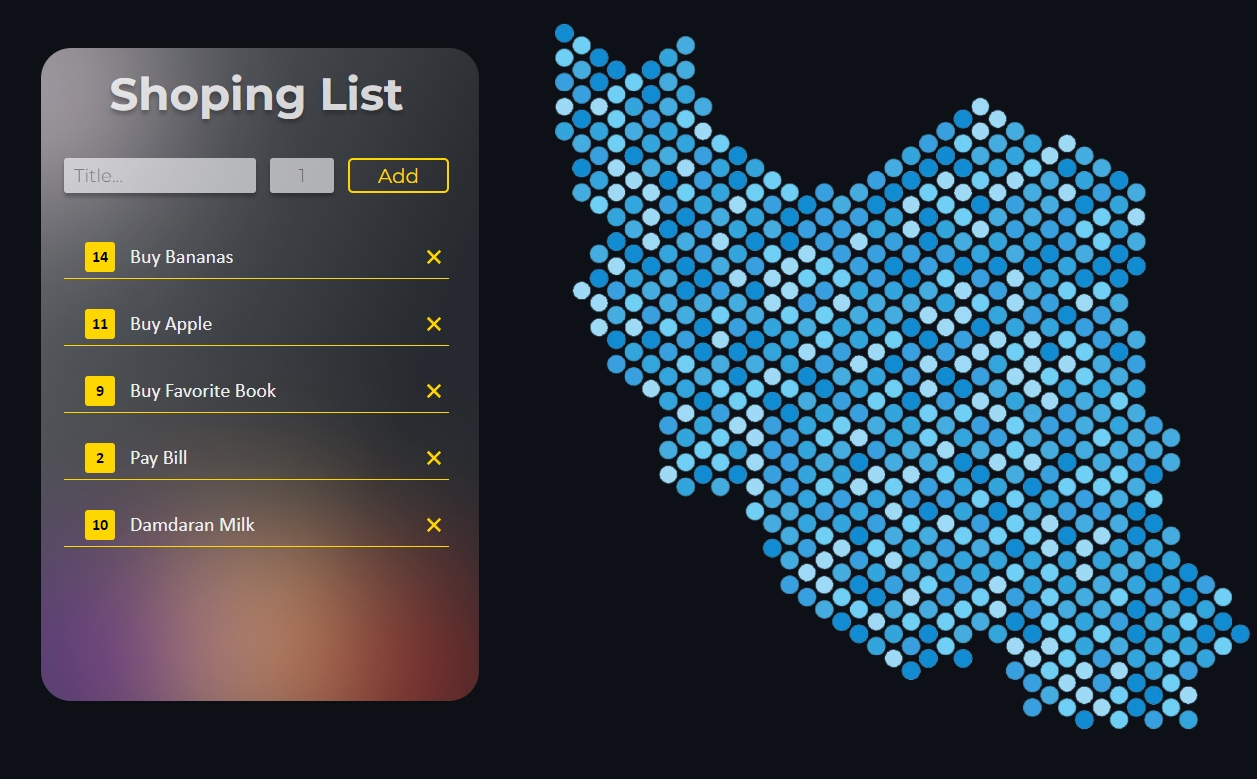 Shoping List
Title... 1 Add
14 Buy Bananas ×
11 Buy Apple ×
9 Buy Favorite Book ×
2 Pay Bill ×
10 Damdaran Milk ×